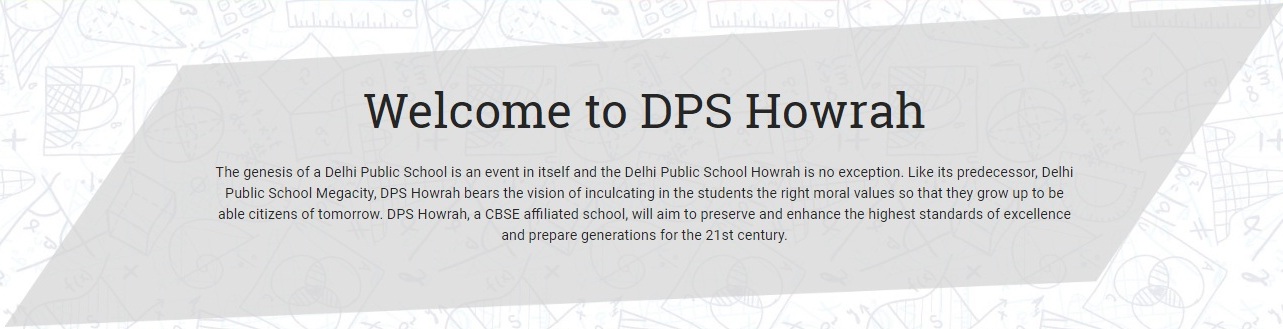 Welcome to DPS Howrah
The genesis of a Delhi Public School is an event in itself and the Delhi Public School Howrah is no exception. Like its predecessor, Delhi
Public School Megacity, DPS Howrah bears the vision of inculcating in the students the right moral values so that they grow up to be
able citizens of tomorrow. DPS Howrah, a CBSE affiliated school, will aim to preserve and enhance the highest standards of excellence
and prepare generations for the 21st century.